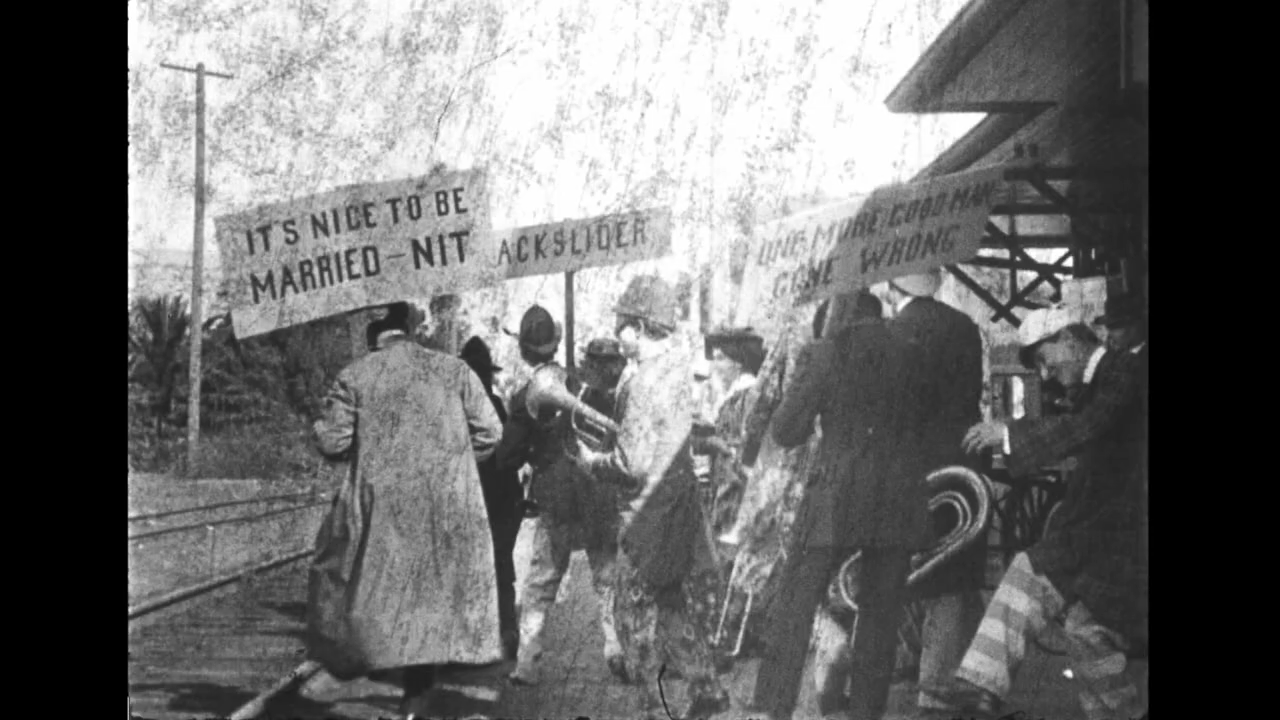 IT'S NICE TO BE
MARRIED - NIT
ACKSLIDER
ONE MORE GOOD MAN
GONE WRONG